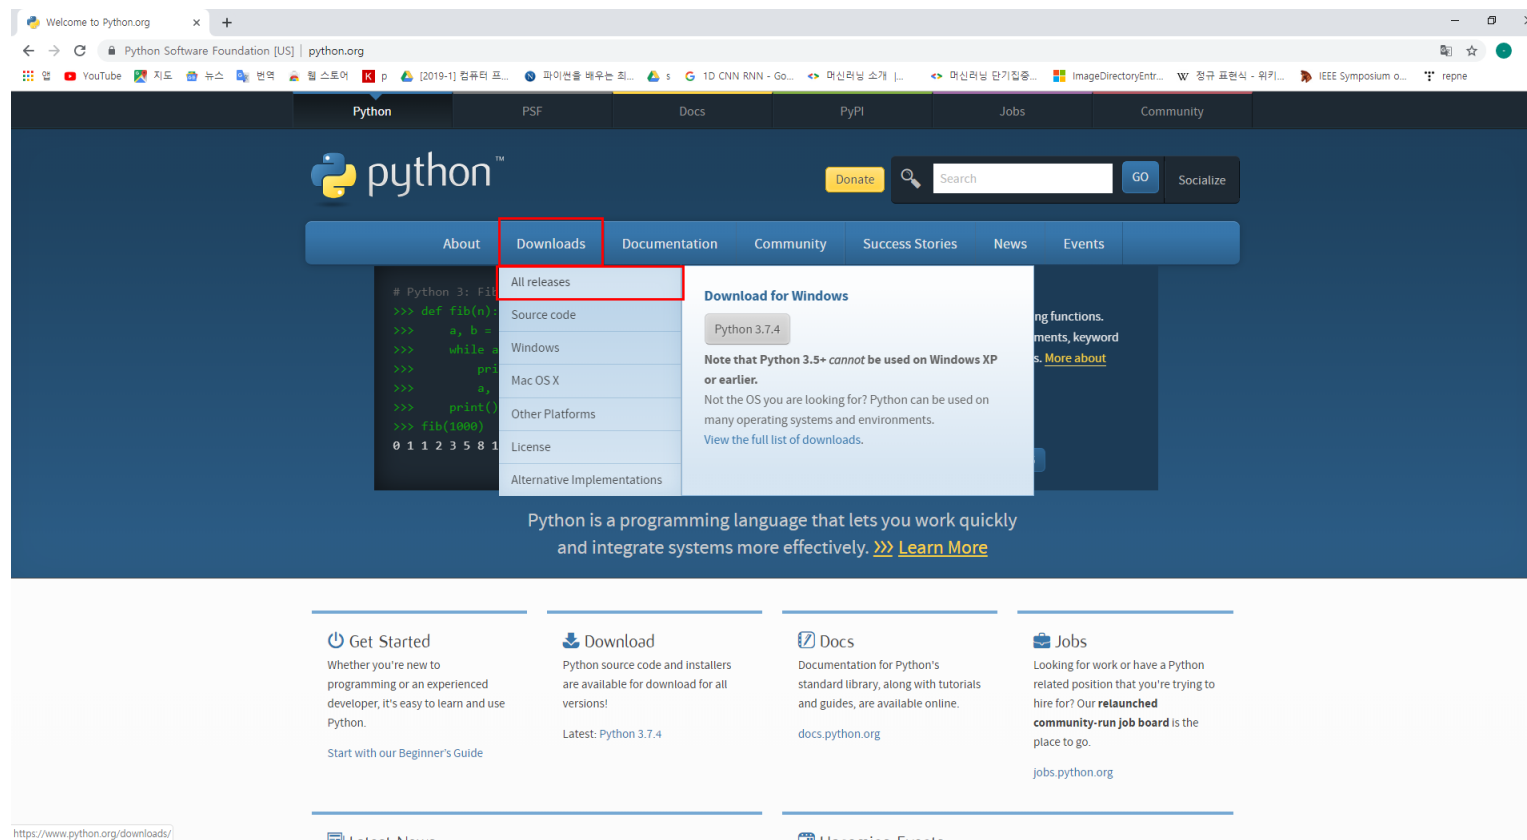 Welcome to Python.org
Python Software Foundation [US] | python.org
앱 YouTube 지도 뉴스 번역 웹 스토어 p [2019-1] 컴퓨터 프... 파이썬을 배우는 최... s 1D CNN RNN - Go... 머신러닝 소개 |... 머신러닝 단기집중... ImageDirectoryEntr... 정규 표현식 - 위키... IEEE Symposium o... repne
Python PSF Docs PyPI Jobs Community
python™
Donate Search GO Socialize
About Downloads Documentation Community Success Stories News Events
All releases
Source code
Windows
Mac OS X
Other Platforms
License
Alternative Implementations
Download for Windows
Python 3.7.4
Note that Python 3.5+ cannot be used on Windows XP
or earlier.
Not the OS you are looking for? Python can be used on
many operating systems and environments.
View the full list of downloads.
# Python 3: Fib
>>> def fib(n):
>>> a, b =
>>> while a
>>> pri
>>> a,
>>> print()
>>> fib(1000)
0 1 1 2 3 5 8 1
ng functions.
ments, keyword
s. More about
Python is a programming language that lets you work quickly
and integrate systems more effectively. >>> Learn More
Get Started
Whether you're new to
programming or an experienced
developer, it's easy to learn and use
Python.
Start with our Beginner's Guide
Download
Python source code and installers
are available for download for all
versions!
Latest: Python 3.7.4
Docs
Documentation for Python's
standard library, along with tutorials
and guides, are available online.
docs.python.org
Jobs
Looking for work or have a Python
related position that you're trying to
hire for? Our relaunched
community-run job board is the
place to go.
jobs.python.org
Latest News
Upcoming Events
https://www.python.org/downloads/